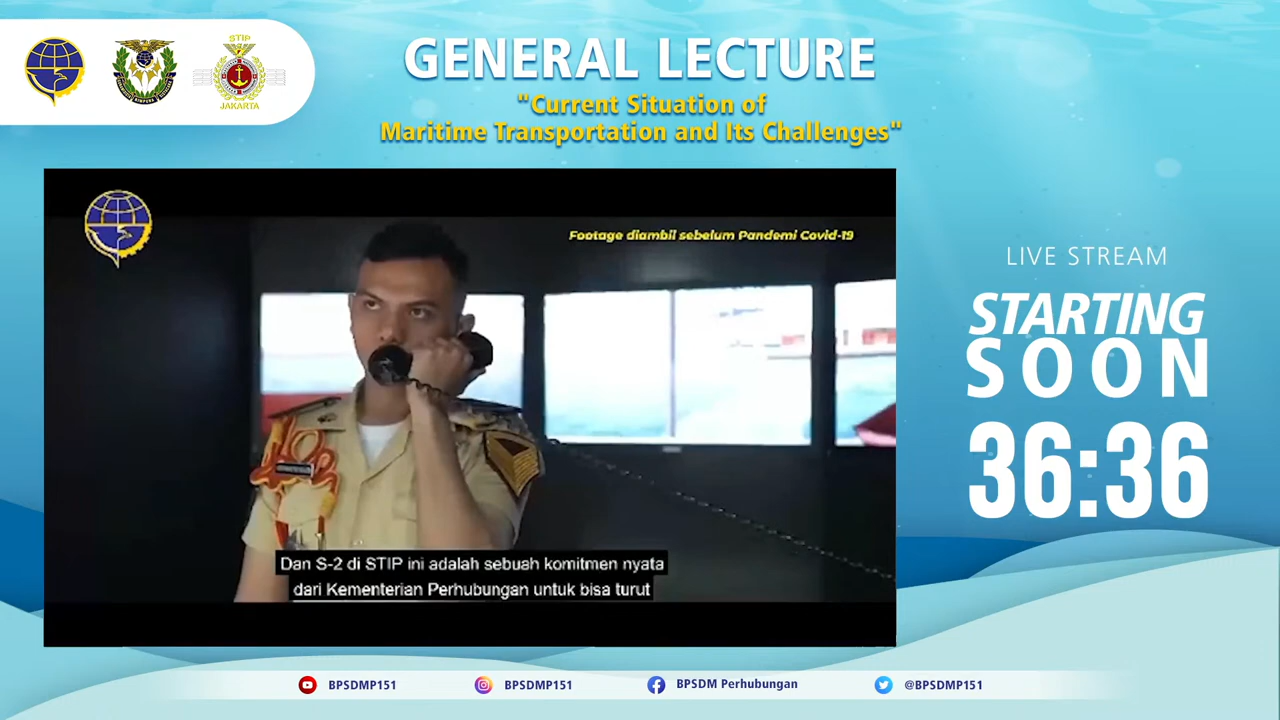 STIP
JAKARTA
GENERAL LECTURE
"Current Situation of
Maritime Transportation and Its Challenges"
Footage diambil sebelum Pandemi Covid-19
Dan S-2 di STIP ini adalah sebuah komitmen nyata
dari Kementerian Perhubungan untuk bisa turut
LIVE STREAM
STARTING
SOON
36:36
BPSDMP151
BPSDMP151
BPSDM Perhubungan
@BPSDMP151